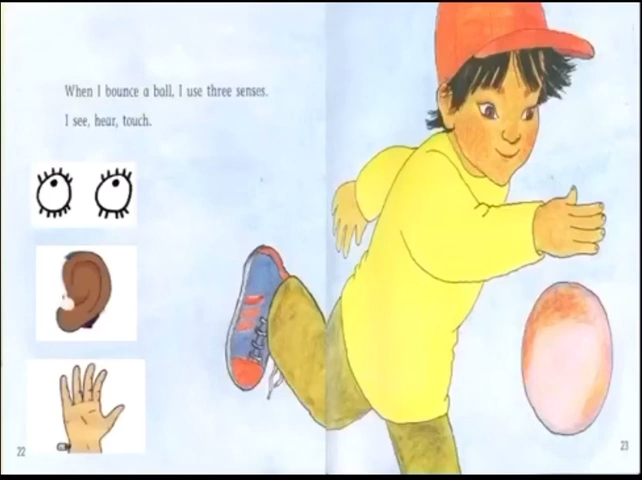 When I bounce a ball, I use three senses.
I see, hear, touch.
22
23